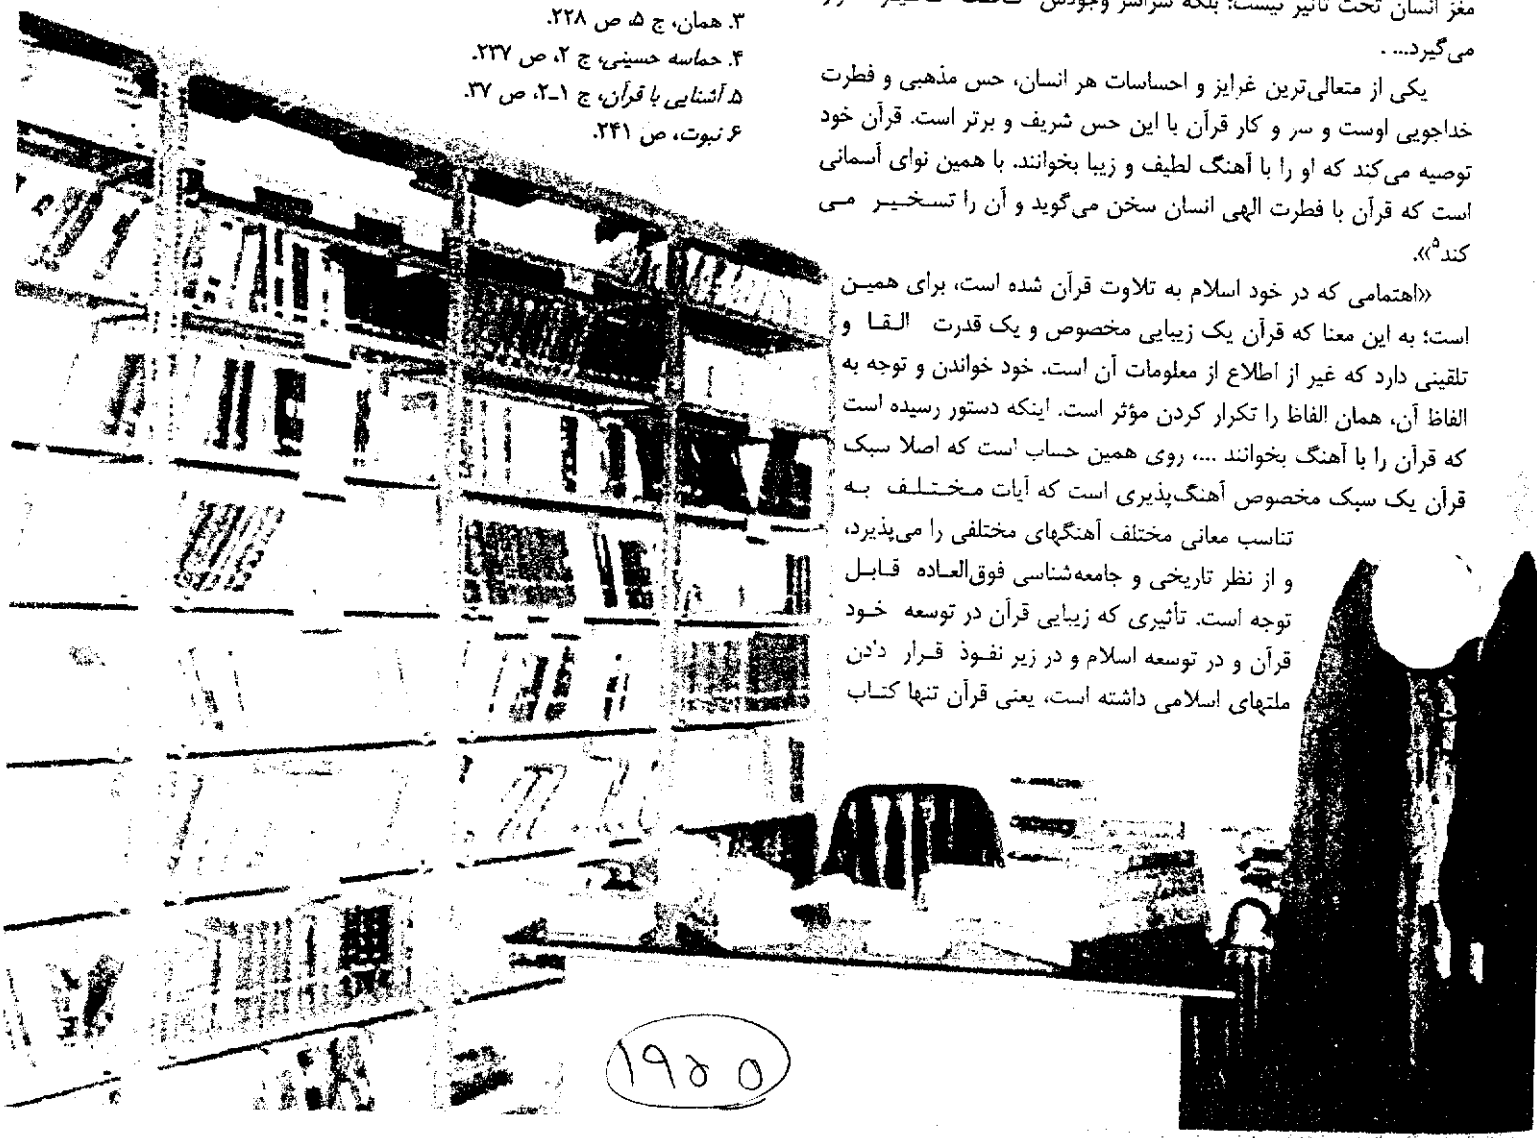 مغز انسان تحت تأثیر نیست؛ بلکه سراسر وجودش
می‌گیرد... .
یکی از متعالی‌ترین غرایز و احساسات هر انسان، حس مذهبی و فطرت
خداجویی اوست و سر و کار قرآن با این حس شریف و برتر است. قرآن خود
توصیه می‌کند که او را با آهنگ لطیف و زیبا بخوانند. با همین نوای آسمانی
است که قرآن با فطرت الهی انسان سخن می‌گوید و آن را تسخیر می
کند۵».
«اهتمامی که در خود اسلام به تلاوت قرآن شده است، برای همین
است؛ به این معنا که قرآن یک زیبایی مخصوص و یک قدرت القا و
تلقینی دارد که غیر از اطلاع از معلومات آن است. خود خواندن و توجه به
الفاظ آن، همان الفاظ را تکرار کردن مؤثر است. اینکه دستور رسیده است
که قرآن را با آهنگ بخوانند ...، روی همین حساب است که اصلا سبک
قرآن یک سبک مخصوص آهنگ‌پذیری است که آیات مختلف به
تناسب معانی مختلف آهنگهای مختلفی را می‌پذیرد،
و از نظر تاریخی و جامعه‌شناسی فوق‌العاده قابل
توجه است. تأثیری که زیبایی قرآن در توسعه خود
قرآن و در توسعه اسلام و در زیر نفوذ قرار دادن
ملتهای اسلامی داشته است، یعنی قرآن تنها کتاب
۳. همان، ج ۵، ص ۲۲۸.
۴. حماسه حسینی، ج ۲، ص ۲۳۷.
۵. آشنایی با قرآن، ج ۱ـ۲، ص ۳۷.
۶. نبوت، ص ۲۴۱.
۱۹۵۵